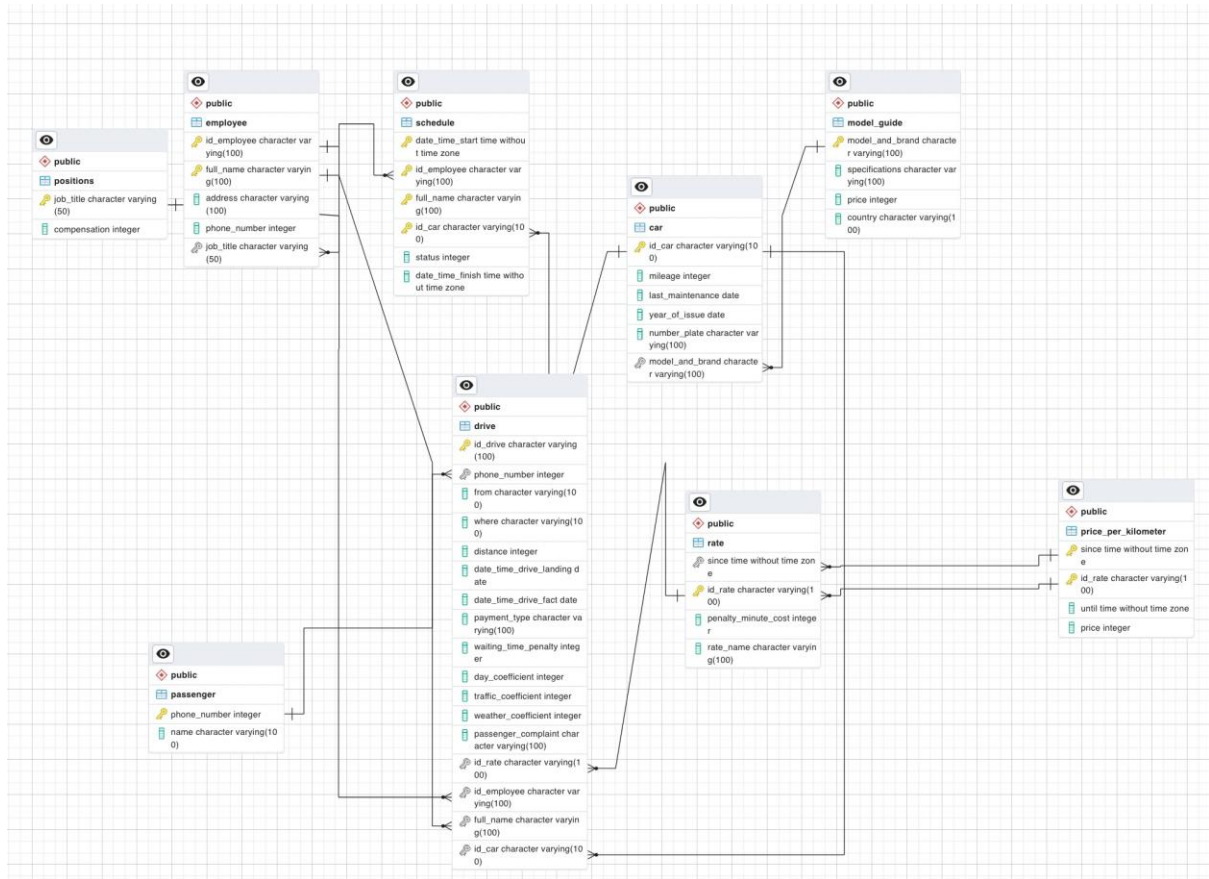 public
positions
job_title character varying
(50)
compensation integer
public
employee
id_employee character var
ying(100)
full_name character varyin
g(100)
address character varying
(100)
phone_number integer
job_title character varying
(50)
public
schedule
date_time_start time withou
t time zone
id_employee character var
ying(100)
full_name character varyin
g(100)
id_car character varying(10
0)
status integer
date_time_finish time witho
ut time zone
public
car
id_car character varying(10
0)
mileage integer
last_maintenance date
year_of_issue date
number_plate character var
ying(100)
model_and_brand characte
r varying(100)
public
model_guide
model_and_brand characte
r varying(100)
specifications character va
rying(100)
price integer
country character varying(1
00)
public
drive
id_drive character varying
(100)
phone_number integer
from character varying(10
0)
where character varying(10
0)
distance integer
date_time_drive_landing d
ate
date_time_drive_fact date
payment_type character va
rying(100)
waiting_time_penalty integ
er
day_coefficient integer
traffic_coefficient integer
weather_coefficient integer
passenger_complaint char
acter varying(100)
id_rate character varying(1
00)
id_employee character var
ying(100)
full_name character varyin
g(100)
id_car character varying(10
0)
public
rate
since time without time zon
e
id_rate character varying(1
00)
penalty_minute_cost intege
r
rate_name character varyin
g(100)
public
price_per_kilometer
since time without time zon
e
id_rate character varying(1
00)
until time without time zone
price integer
public
passenger
phone_number integer
name character varying(10
0)